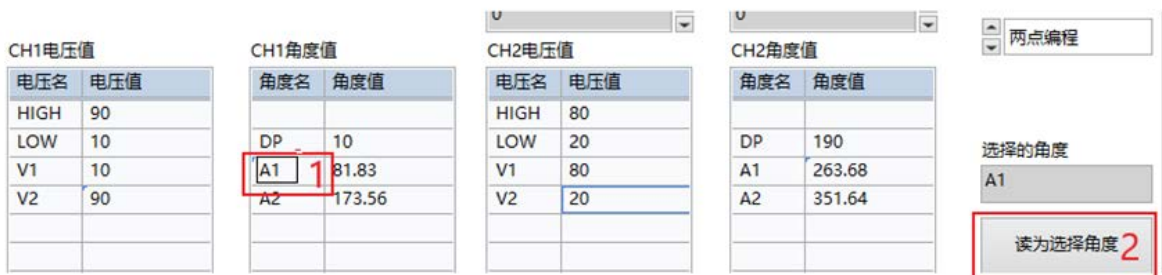 0 0
两点编程
CH1电压值 CH1角度值 CH2电压值 CH2角度值
电压名 电压值 角度名 角度值 电压名 电压值 角度名 角度值
HIGH 90 HIGH 80
LOW 10 DP 10 LOW 20 DP 190
选择的角度
V1 10 A1 1 81.83 V1 80 A1 263.68
A1
V2 90 A2 173.56 V2 20 A2 351.64
读为选择角度 2